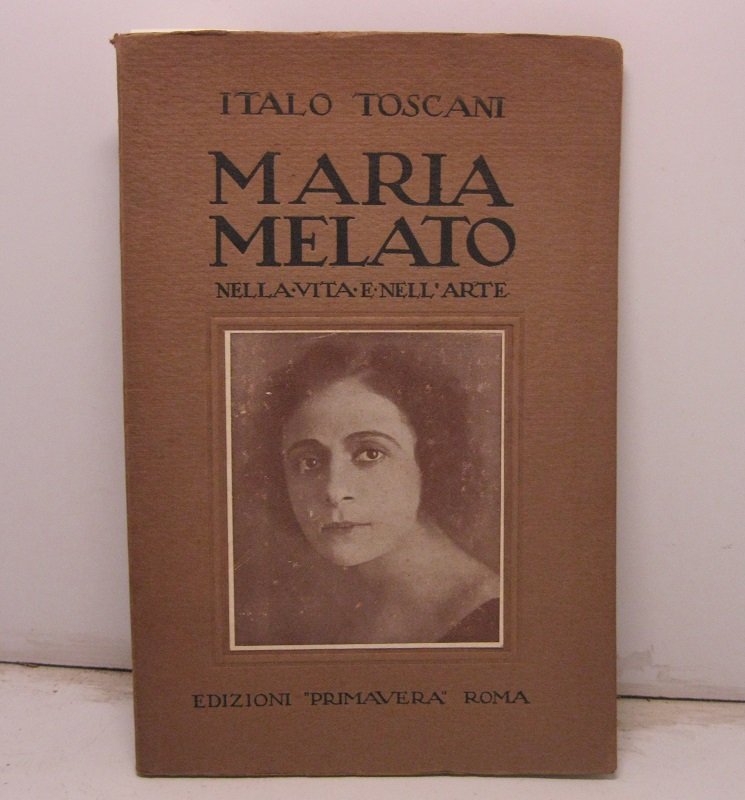 ITALO TOSCANI
MARIA
MELATO
NELLA·VITA·E·NELL'ARTE
EDIZIONI "PRIMAVERA" ROMA